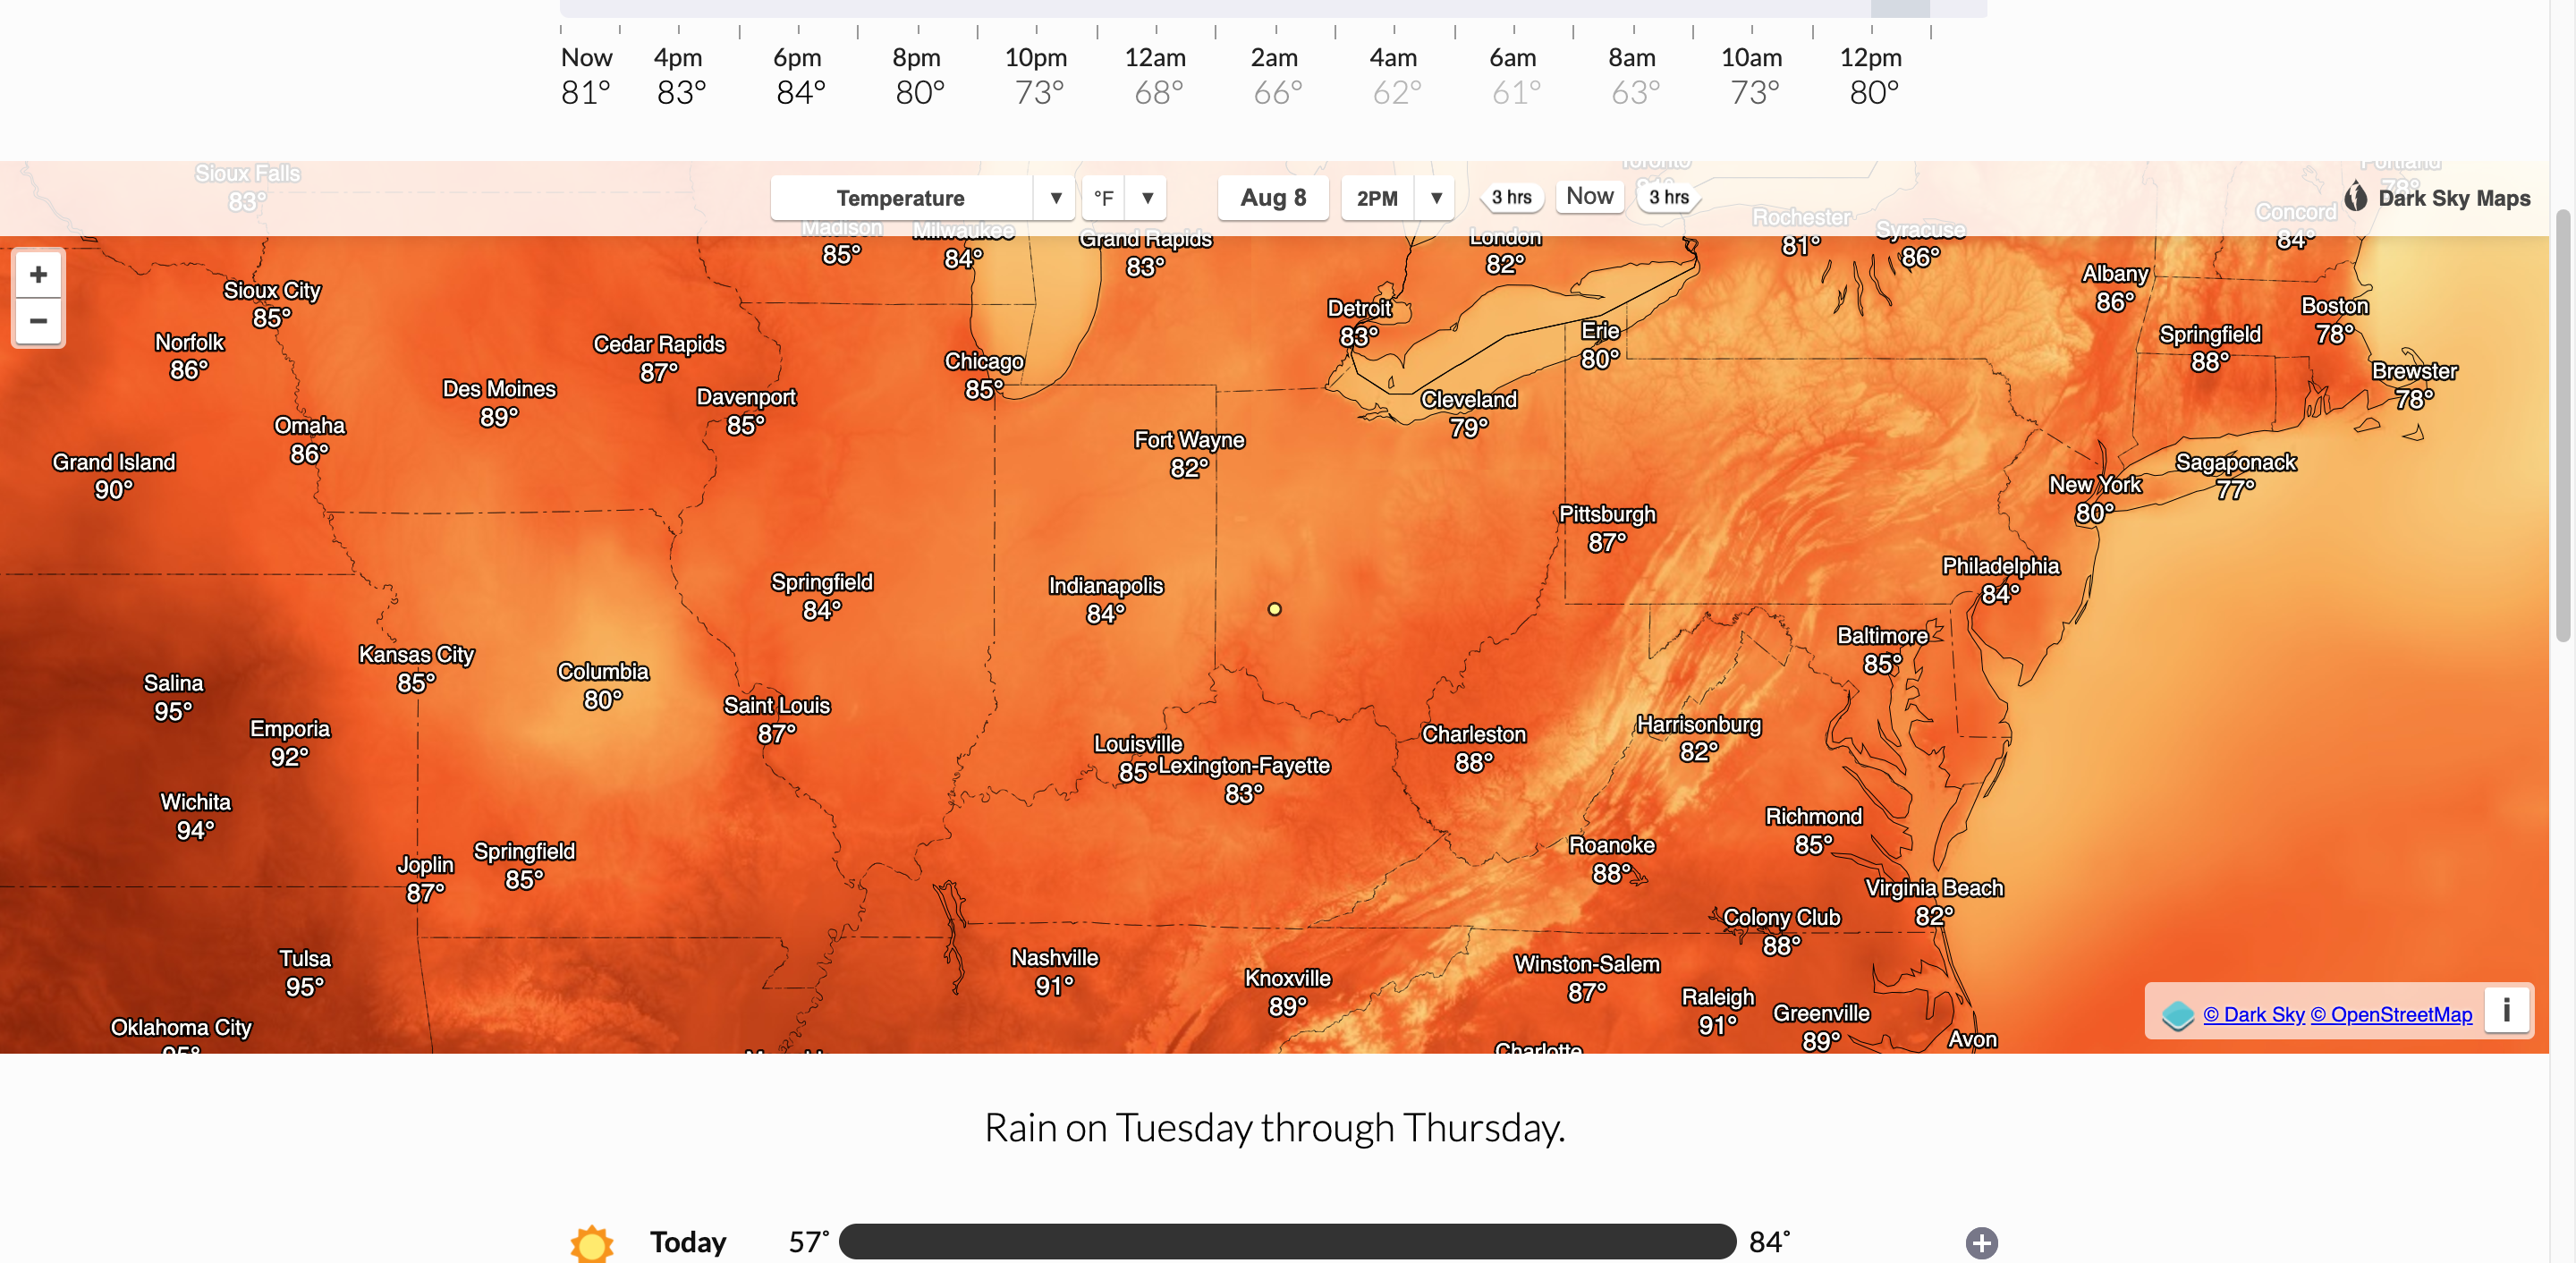 Now 4pm 6pm 8pm 10pm 12am 2am 4am 6am 8am 10am 12pm
81° 83° 84° 80° 73° 68° 66° 62° 61° 63° 73° 80°
Sioux Falls
83°
Temperature ▼ °F ▼ Aug 8 2PM ▼ 3 hrs Now 3 hrs
Dark Sky Maps
Toronto
Portland
78°
Concord
84°
Madison
85°
Milwaukee
84°
Grand Rapids
83°
London
82°
Rochester
81°
Syracuse
86°
+
−
Sioux City
85°
Albany
86°
Detroit
83°
Boston
78°
Norfolk
86°
Cedar Rapids
87°
Erie
80°
Springfield
88°
Chicago
85°
Brewster
78°
Des Moines
89°
Davenport
85°
Cleveland
79°
Omaha
86°
Fort Wayne
82°
Grand Island
90°
Sagaponack
77°
New York
80°
Pittsburgh
87°
Philadelphia
84°
Springfield
84°
Indianapolis
84°
Baltimore
85°
Kansas City
85°
Columbia
80°
Salina
95°
Saint Louis
87°
Emporia
92°
Harrisonburg
82°
Charleston
88°
Louisville
85°
Lexington-Fayette
83°
Wichita
94°
Richmond
85°
Roanoke
88°
Springfield
85°
Joplin
87°
Virginia Beach
82°
Colony Club
88°
Tulsa
95°
Nashville
91°
Winston-Salem
87°
Knoxville
89°
Raleigh
91°
Greenville
89°
Oklahoma City
95°
Avon
Charlotte
© Dark Sky © OpenStreetMap
i
Rain on Tuesday through Thursday.
Today 57° 84° +